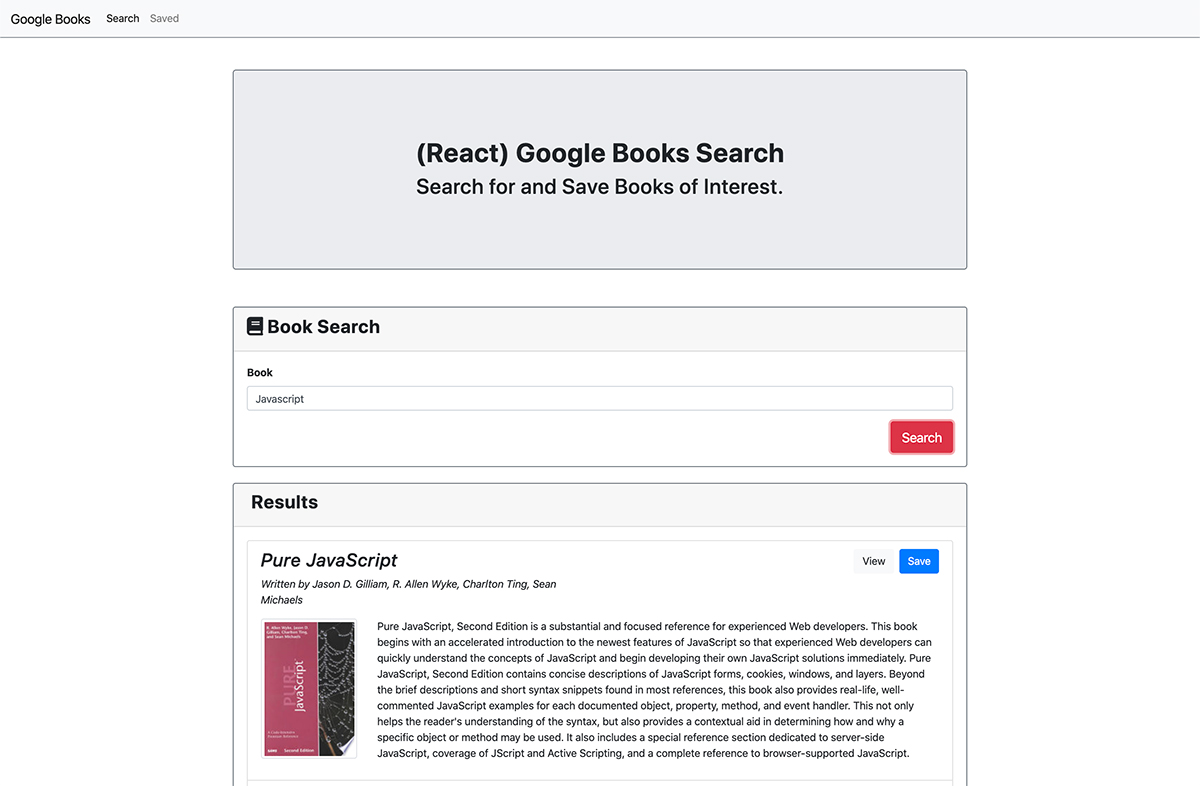 Google Books Search Saved
(React) Google Books Search
Search for and Save Books of Interest.
Book Search
Book
Javascript
Search
Results
Pure JavaScript
View Save
Written by Jason D. Gilliam, R. Allen Wyke, Charlton Ting, Sean
Michaels
R. Allen Wyke, Jason D.
Gilliam, Charlton Ting
and Sean Michaels
PURE
JavaScript
A Code-Intensive
Premium Reference
SAMS Second Edition
Pure JavaScript, Second Edition is a substantial and focused reference for experienced Web developers. This book
begins with an accelerated introduction to the newest features of JavaScript so that experienced Web developers can
quickly understand the concepts of JavaScript and begin developing their own JavaScript solutions immediately. Pure
JavaScript, Second Edition contains concise descriptions of JavaScript forms, cookies, windows, and layers. Beyond
the brief descriptions and short syntax snippets found in most references, this book also provides real-life, well-
commented JavaScript examples for each documented object, property, method, and event handler. This not only
helps the reader's understanding of the syntax, but also provides a contextual aid in determining how and why a
specific object or method may be used. It also includes a special reference section dedicated to server-side
JavaScript, coverage of JScript and Active Scripting, and a complete reference to browser-supported JavaScript.